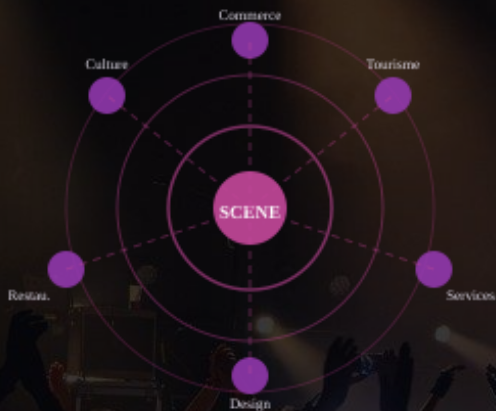 Commerce
Culture
Tourisme
SCENE
Restau.
Services
Design